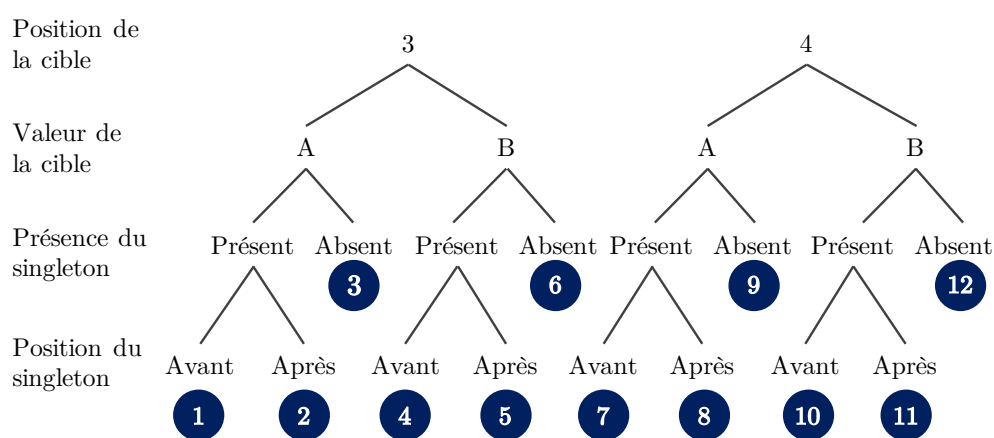 Position de
la cible
3 4
Valeur de
la cible
A B A B
Présence du
singleton
Présent Absent Présent Absent Présent Absent Présent Absent
3 6 9 12
Position du
singleton
Avant Après Avant Après Avant Après Avant Après
1 2 4 5 7 8 10 11